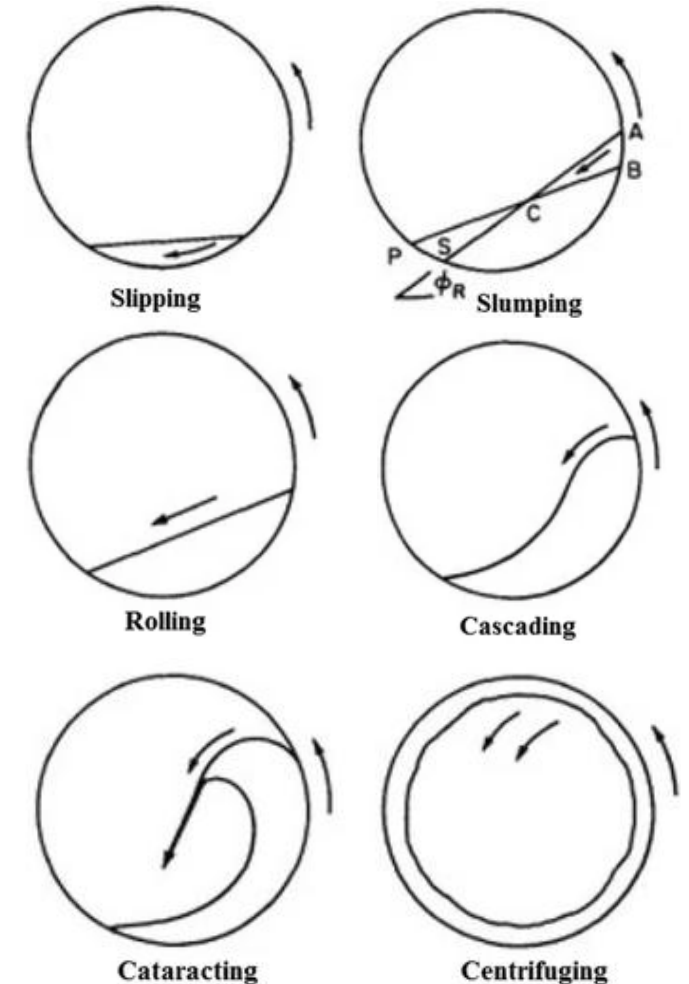 A
B
C
P
S
ϕR
Slipping
Slumping
Rolling
Cascading
Cataracting
Centrifuging